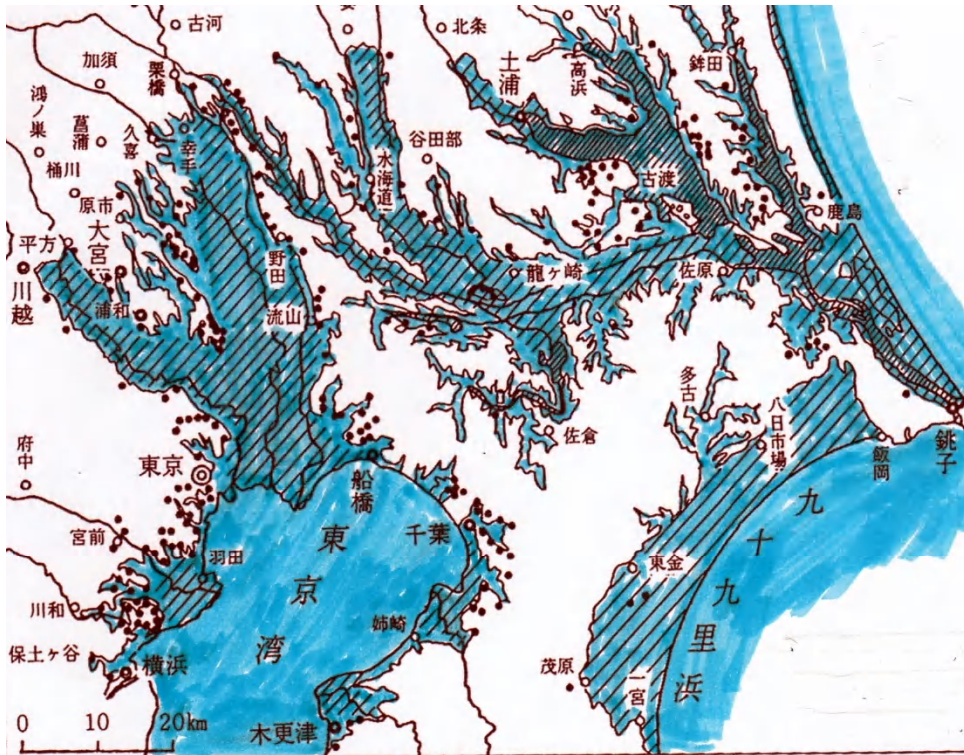 古河
北条
加須
栗橋
土浦
高浜
鉾田
鴻ノ巣
菖蒲
久喜
幸手
谷田部
桶川
水海道
古渡
原市
鹿島
平方
大宮
川越
野田
龍ヶ崎
佐原
浦和
流山
多古
八日市場
佐倉
飯岡
銚子
府中
東京
船橋
千葉
宮前
羽田
東京湾
東金
九十九里浜
川和
姉崎
保土ヶ谷
横浜
茂原
一宮
木更津
0 10 20km